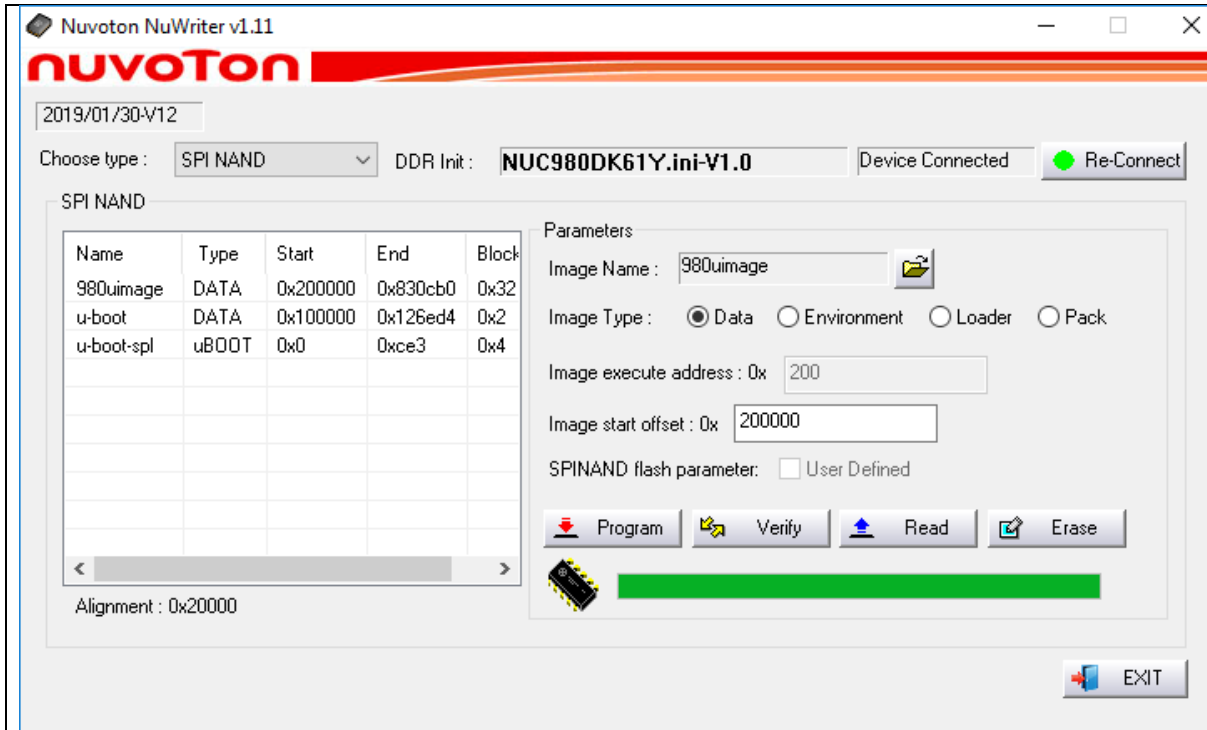 Nuvoton NuWriter v1.11
nuvoTon
2019/01/30-V12
Choose type : SPI NAND DDR Init : NUC980DK61Y.ini-V1.0 Device Connected Re-Connect
SPI NAND
Name Type Start End Block
980uimage DATA 0x200000 0x830cb0 0x32
u-boot DATA 0x100000 0x126ed4 0x2
u-boot-spl uBOOT 0x0 0xce3 0x4
Alignment : 0x20000
Parameters
Image Name : 980uimage
Image Type : Data Environment Loader Pack
Image execute address : 0x 200
Image start offset : 0x 200000
SPINAND flash parameter: User Defined
Program Verify Read Erase
EXIT